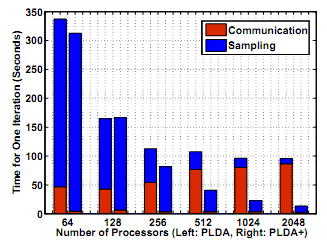 350
300
250
200
150
100
50
0
Time for One Iteration (Seconds)
Communication
Sampling
64 128 256 512 1024 2048
Number of Processors (Left: PLDA, Right: PLDA+)